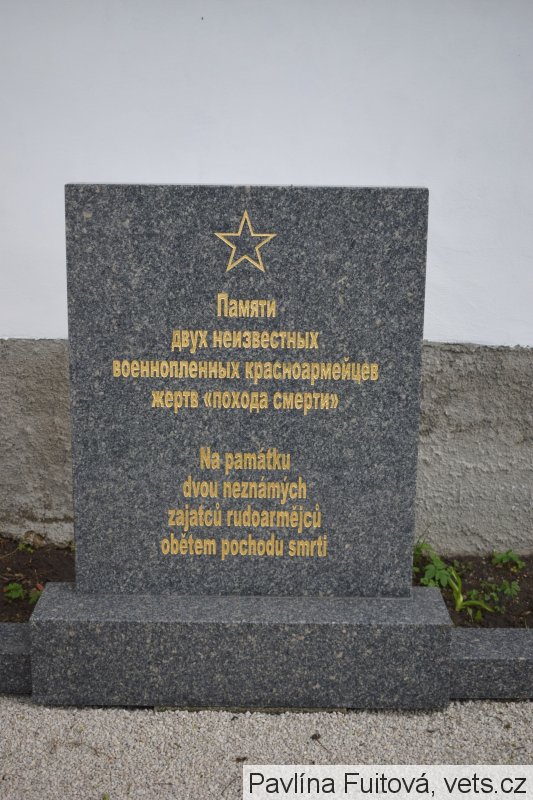 Памяти
двух неизвестных
военнопленных красноармейцев
жертв «похода смерти»
Na památku
dvou neznámých
zajatců rudoarmějců
obětem pochodu smrti
Pavlína Fuitová, vets.cz